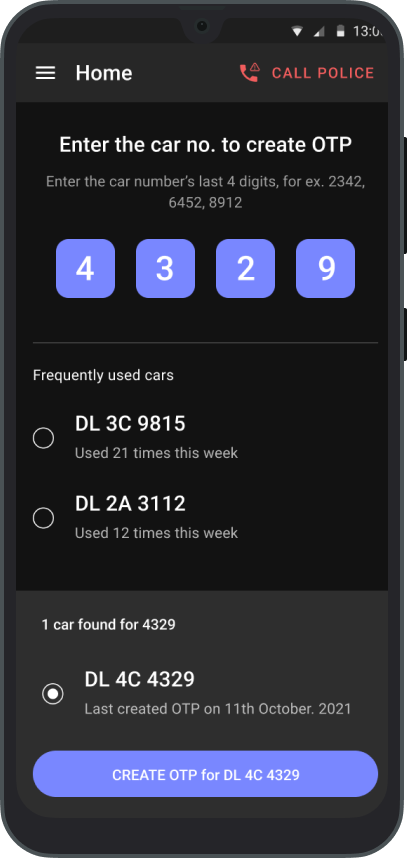 13:0
Home
CALL POLICE
Enter the car no. to create OTP
Enter the car number's last 4 digits, for ex. 2342,
6452, 8912
4 3 2 9
Frequently used cars
DL 3C 9815
Used 21 times this week
DL 2A 3112
Used 12 times this week
1 car found for 4329
DL 4C 4329
Last created OTP on 11th October. 2021
CREATE OTP for DL 4C 4329